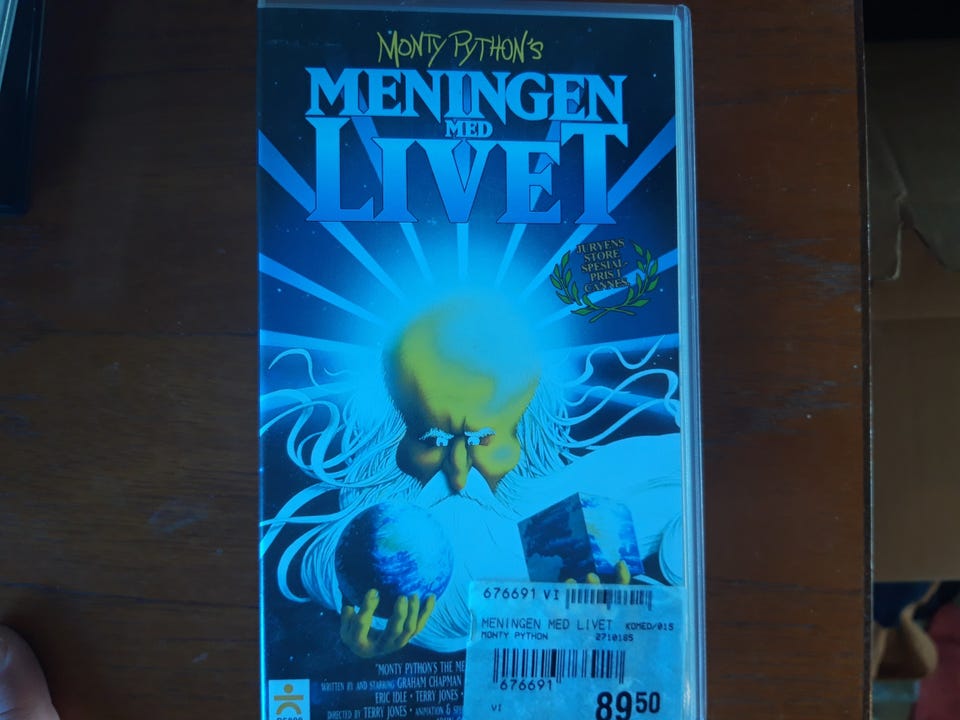 MONTY PYTHON'S
MENINGEN
MED
LIVET
JURYENS
STORE
SPESIAL-
PRIS I
CANNES
676691 VI
MENINGEN MED LIVET KOMED/015
MONTY PYTHON 2710185
676691
VI 8950
"MONTY PYTHON'S THE ME
WRITTEN BY AND STARRING GRAHAM CHAPMAN
ERIC IDLE • TERRY JONES •
DIRECTED BY TERRY JONES • ANIMATION &